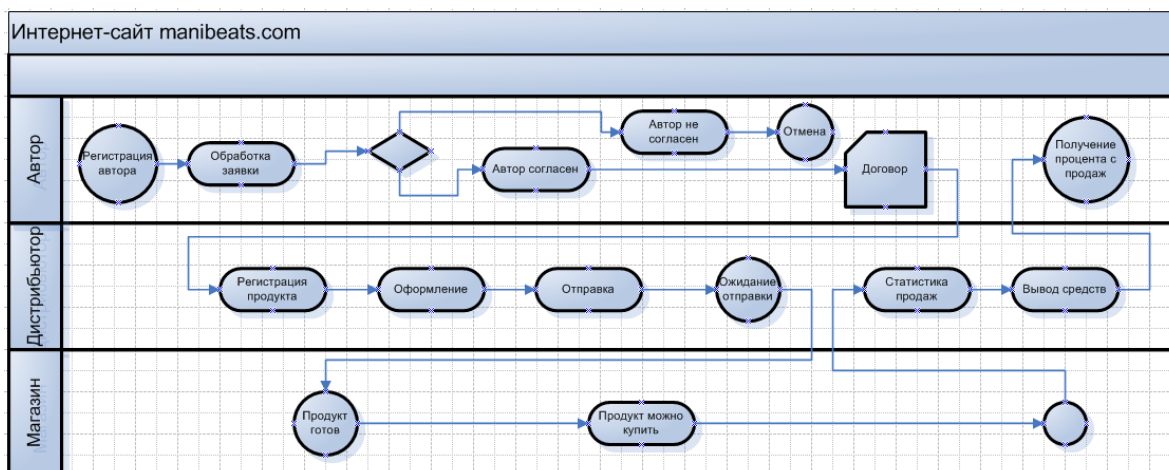 Интернет-сайт manibeats.com
Автор
Регистрация
автора
Обработка
заявки
Автор не
согласен
Отмена
Автор согласен
Договор
Получение
процента с
продаж
Дистрибьютор
Регистрация
продукта
Оформление
Отправка
Ожидание
отправки
Статистика
продаж
Вывод средств
Магазин
Продукт
готов
Продукт можно
купить